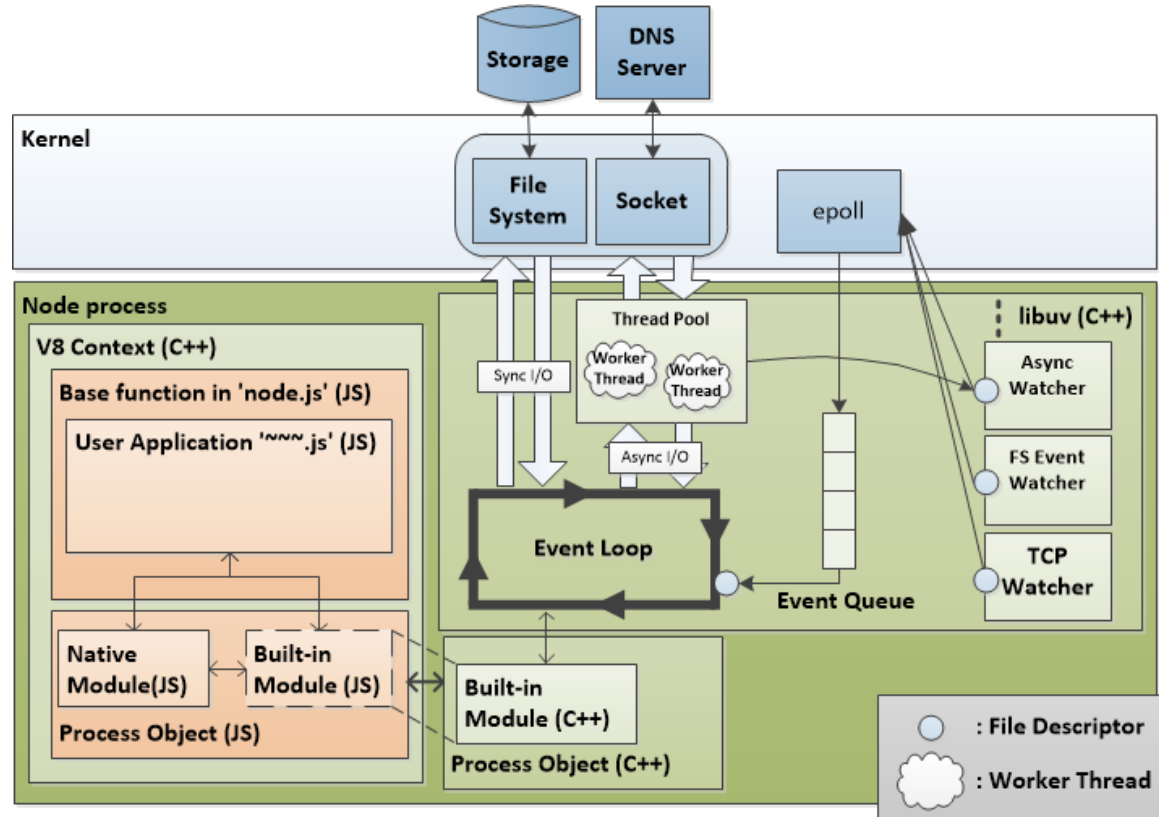 Storage
DNS
Server
Kernel
File
System
Socket
epoll
Node process
V8 Context (C++)
Base function in 'node.js' (JS)
User Application '~~~.js' (JS)
Native
Module(JS)
Built-in
Module (JS)
Process Object (JS)
Sync I/O
Thread Pool
Worker
Thread
Worker
Thread
Async I/O
Event Loop
Event Queue
libuv (C++)
Async
Watcher
FS Event
Watcher
TCP
Watcher
Built-in
Module (C++)
Process Object (C++)
: File Descriptor
: Worker Thread